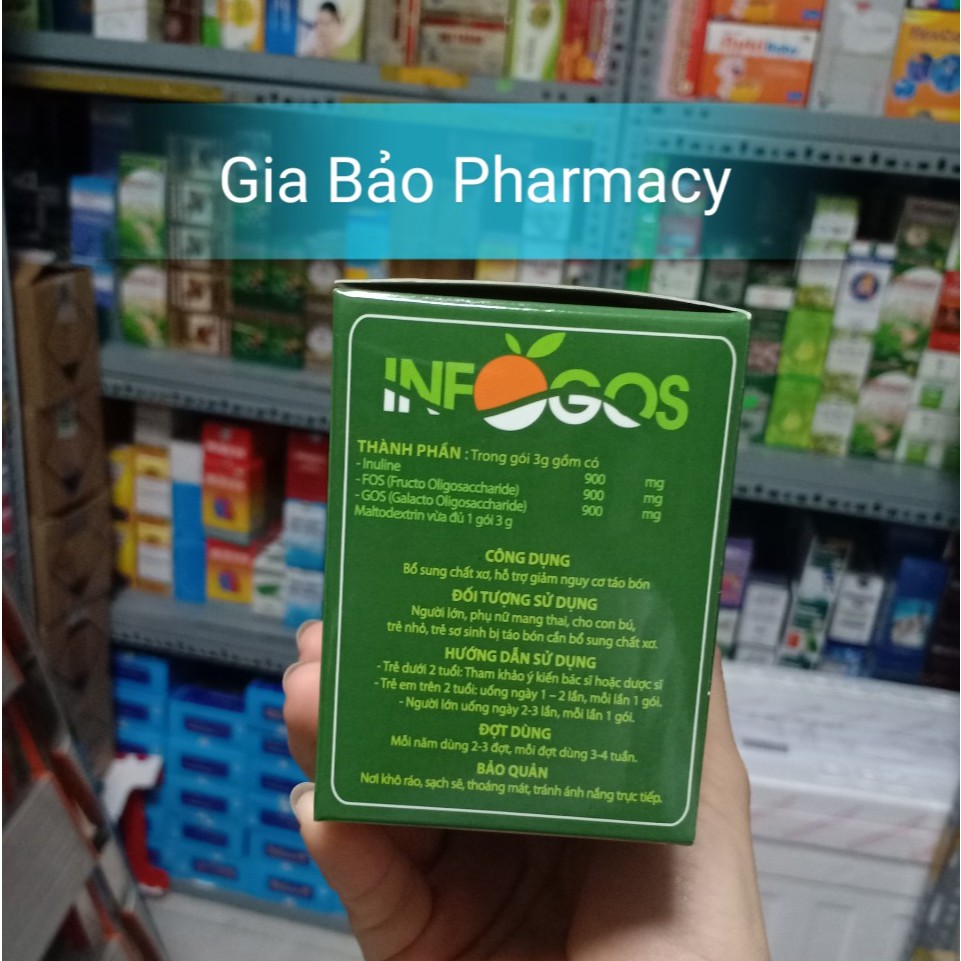 Gia Bảo Pharmacy
INFOGOS
THÀNH PHẦN : Trong gói 3g gồm có
- Inuline 900 mg
- FOS (Fructo Oligosaccharide) 900 mg
- GOS (Galacto Oligosaccharide) 900 mg
Maltodextrin vừa đủ 1 gói 3 g
CÔNG DỤNG
Bổ sung chất xơ, hỗ trợ giảm nguy cơ táo bón
ĐỐI TƯỢNG SỬ DỤNG
Người lớn, phụ nữ mang thai, cho con bú,
trẻ nhỏ, trẻ sơ sinh bị táo bón cần bổ sung chất xơ.
HƯỚNG DẪN SỬ DỤNG
- Trẻ dưới 2 tuổi: Tham khảo ý kiến bác sĩ hoặc dược sĩ
- Trẻ em trên 2 tuổi: uống ngày 1 – 2 lần, mỗi lần 1 gói.
- Người lớn uống ngày 2-3 lần, mỗi lần 1 gói.
ĐỢT DÙNG
Mỗi năm dùng 2-3 đợt, mỗi đợt dùng 3-4 tuần.
BẢO QUẢN
Nơi khô ráo, sạch sẽ, thoáng mát, tránh ánh nắng trực tiếp.